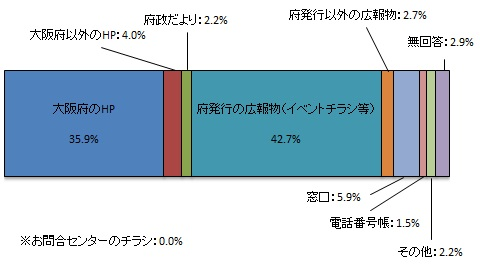 府政だより：2.2%
府発行以外の広報物：2.7%
大阪府以外のHP：4.0%
無回答：2.9%
大阪府のHP
35.9%
府発行の広報物（イベントチラシ等）
42.7%
窓口：5.9%
電話番号帳：1.5%
※お問合センターのチラシ：0.0%
その他：2.2%